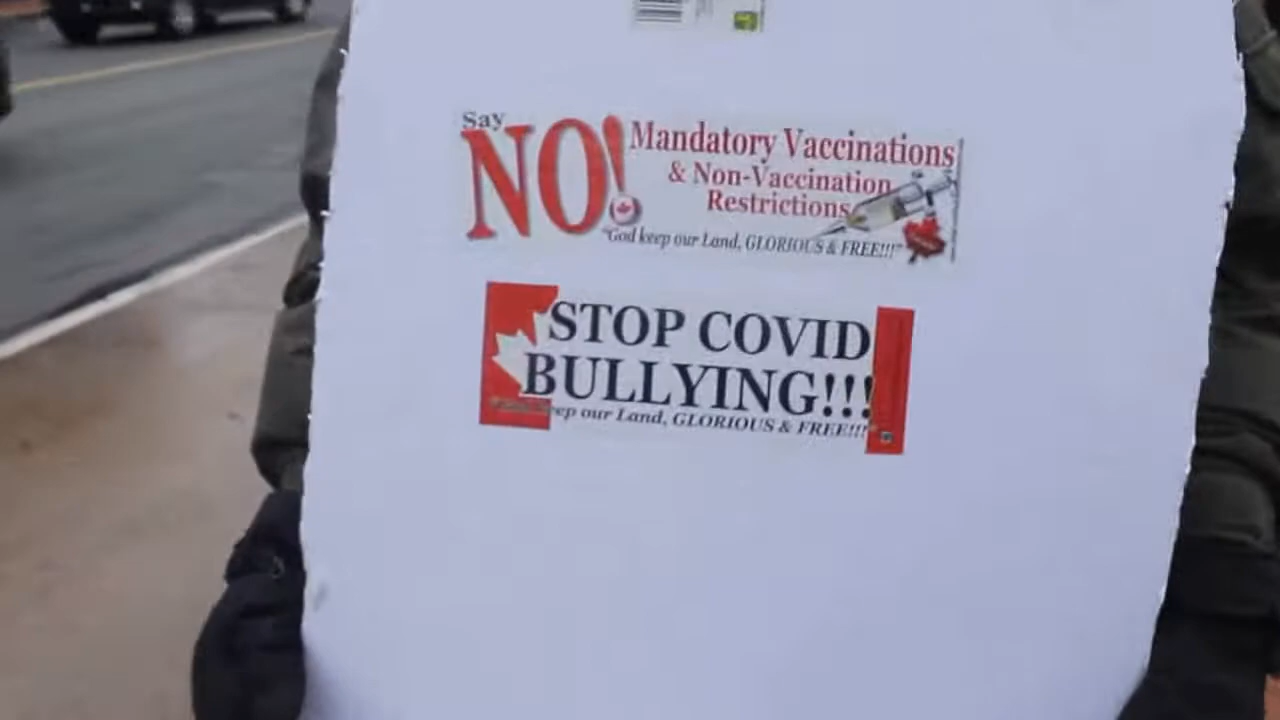 Say
NO!
Mandatory Vaccinations
& Non-Vaccination
Restrictions
"God keep our Land, GLORIOUS & FREE!!!"
STOP COVID
BULLYING!!!
our Land, GLORIOUS & FREE!!!"